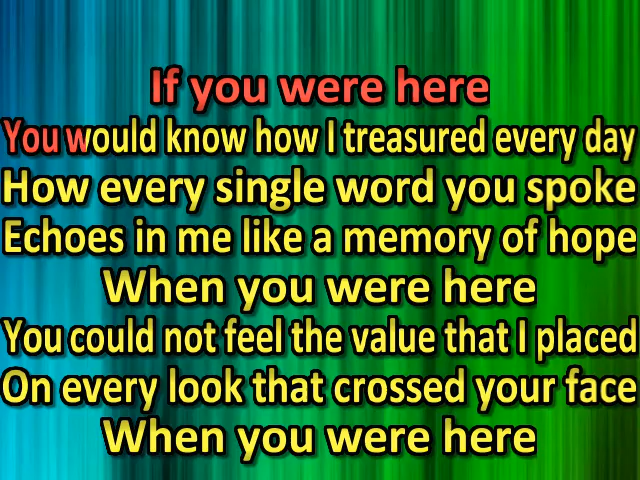 If you were here
You would know how I treasured every day
How every single word you spoke
Echoes in me like a memory of hope
When you were here
You could not feel the value that I placed
On every look that crossed your face
When you were here